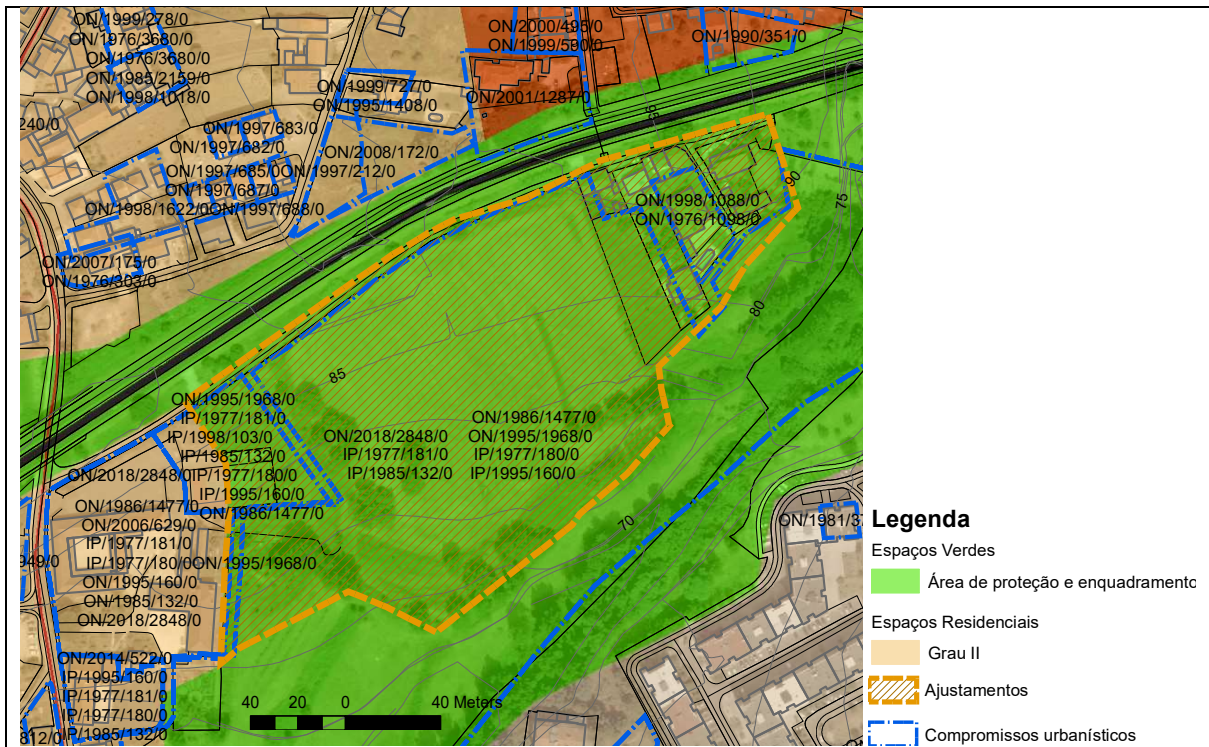 ON/1999/278/0
ON/1976/3680/0
ON/1976/3680/0
ON/1985/2159/0
ON/1998/1018/0
240/0
ON/2000/495/0
ON/1999/590/0
ON/1990/351/0
ON/1999/727/0
ON/1995/1408/0
ON/2001/1287/0
ON/1997/683/0
ON/1997/682/0
ON/2008/172/0
ON/1997/685/0ON/1997/212/0
ON/1997/687/0
ON/1998/1622/0ON/1997/688/0
ON/2007/175/0
ON/1976/303/0
95
90
75
80
ON/1998/1088/0
ON/1976/1098/0
85
70
ON/1995/1968/0
IP/1977/181/0
IP/1998/103/0
IP/1985/132/0
ON/2018/2848/0IP/1977/180/0
IP/1995/160/0
ON/1986/1477/0
ON/2018/2848/0
IP/1977/181/0
IP/1985/132/0
ON/1986/1477/0
ON/1995/1968/0
IP/1977/180/0
IP/1995/160/0
ON/1986/1477/0
ON/2006/629/0
IP/1977/181/0
IP/1977/180/0ON/1995/1968/0
ON/1995/160/0
ON/1985/132/0
ON/2018/2848/0
949/0
ON/2014/522/0
IP/1995/160/0
IP/1977/181/0
IP/1977/180/0
IP/1985/132/0
812/0
ON/1981/3
40 20 0 40 Meters
Legenda
Espaços Verdes
Área de proteção e enquadramento
Espaços Residenciais
Grau II
Ajustamentos
Compromissos urbanísticos